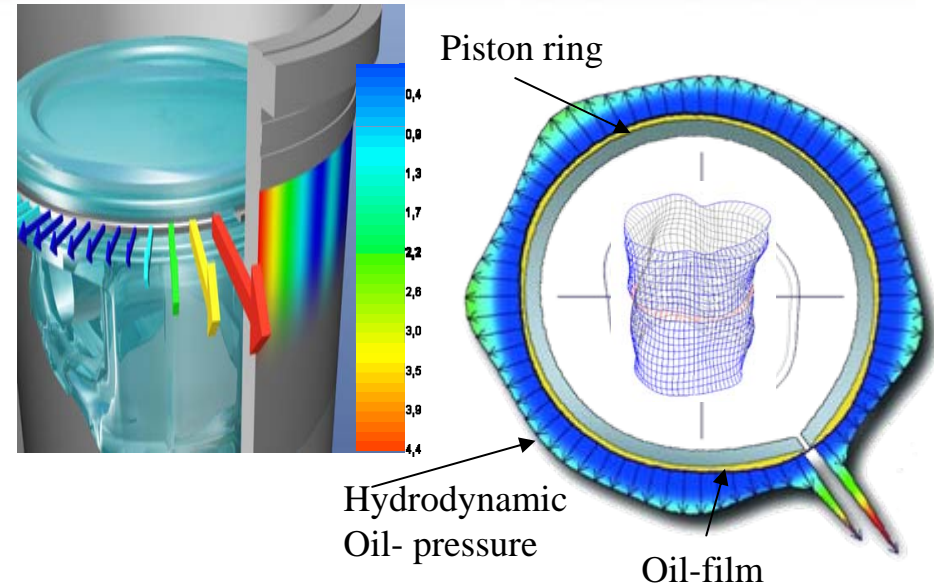 Piston ring
0,4
0,8
1,3
1,7
2,2
2,6
3,0
3,5
3,9
4,4
Hydrodynamic
Oil- pressure
Oil-film